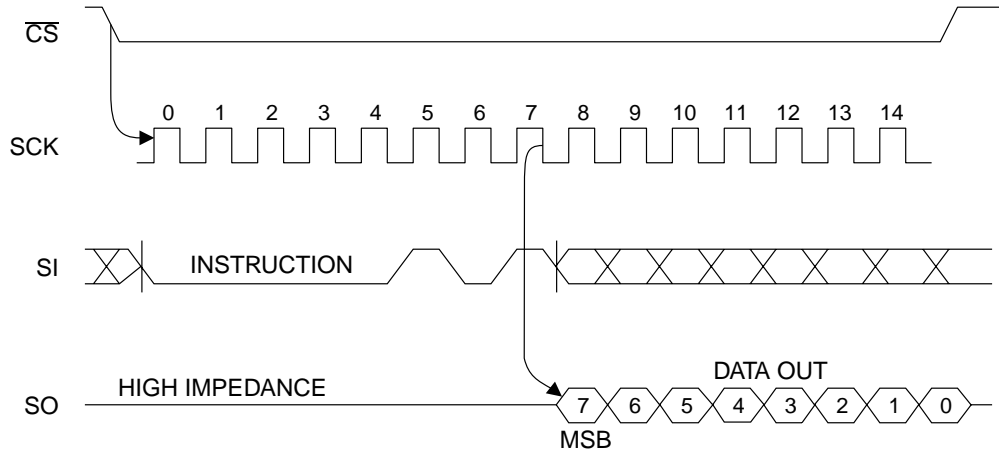 CS
0 1 2 3 4 5 6 7 8 9 10 11 12 13 14
SCK
SI INSTRUCTION
HIGH IMPEDANCE DATA OUT
SO 7 6 5 4 3 2 1 0
MSB